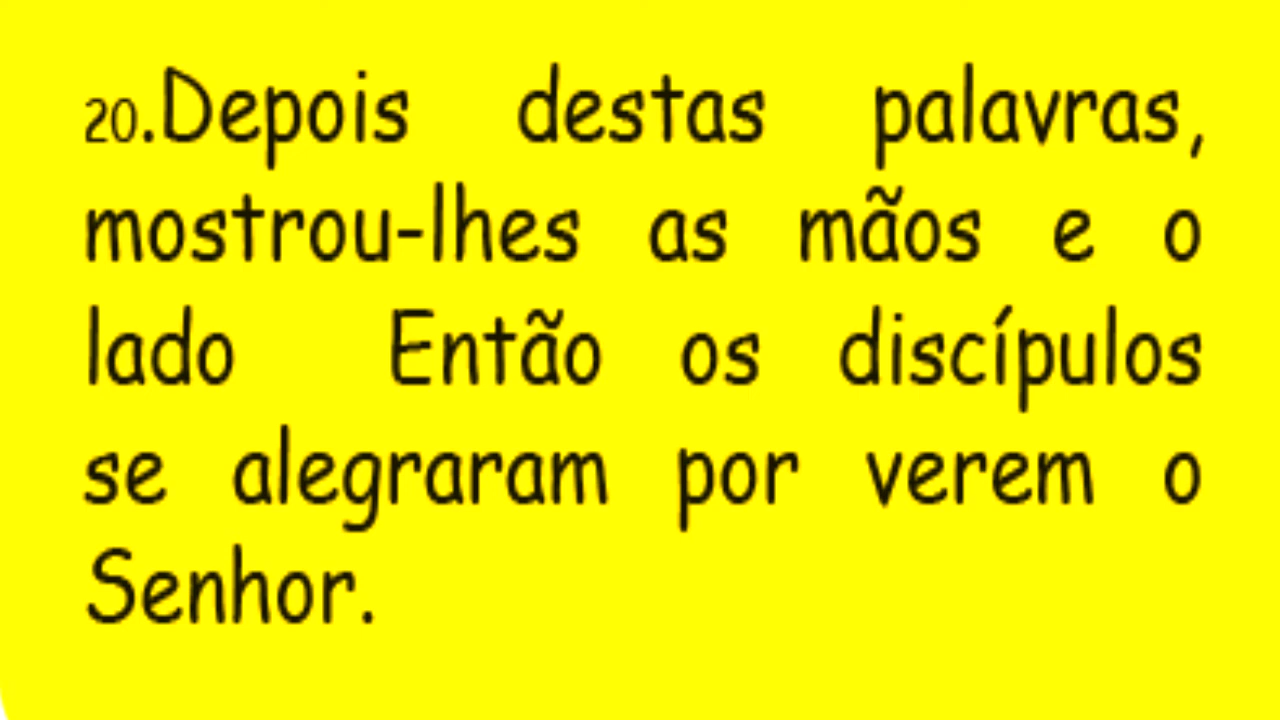 20.Depois destas palavras,
mostrou-lhes as mãos e o
lado Então os discípulos
se alegraram por verem o
Senhor.